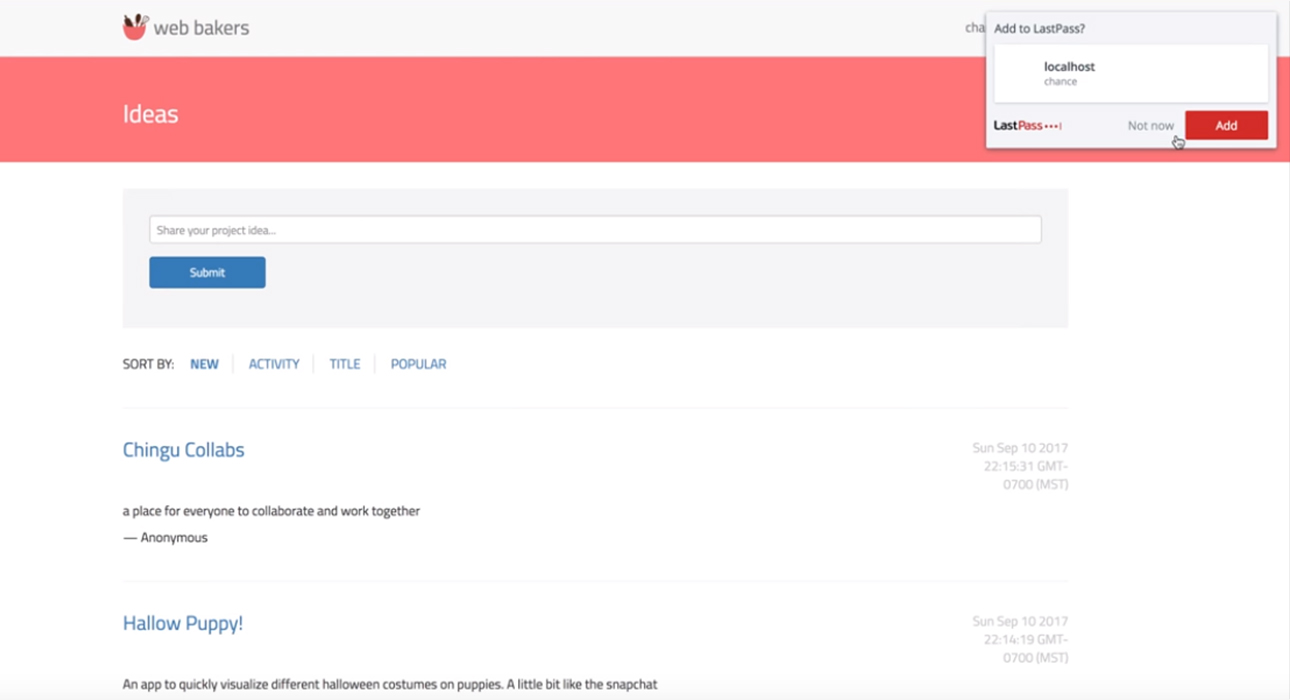 web bakers
cha
Add to LastPass?
localhost
chance
LastPass
Not now
Add
Ideas
Share your project idea...
Submit
SORT BY: NEW ACTIVITY TITLE POPULAR
Chingu Collabs
Sun Sep 10 2017
22:15:31 GMT-
0700 (MST)
a place for everyone to collaborate and work together
— Anonymous
Hallow Puppy!
Sun Sep 10 2017
22:14:19 GMT-
0700 (MST)
An app to quickly visualize different halloween costumes on puppies. A little bit like the snapchat